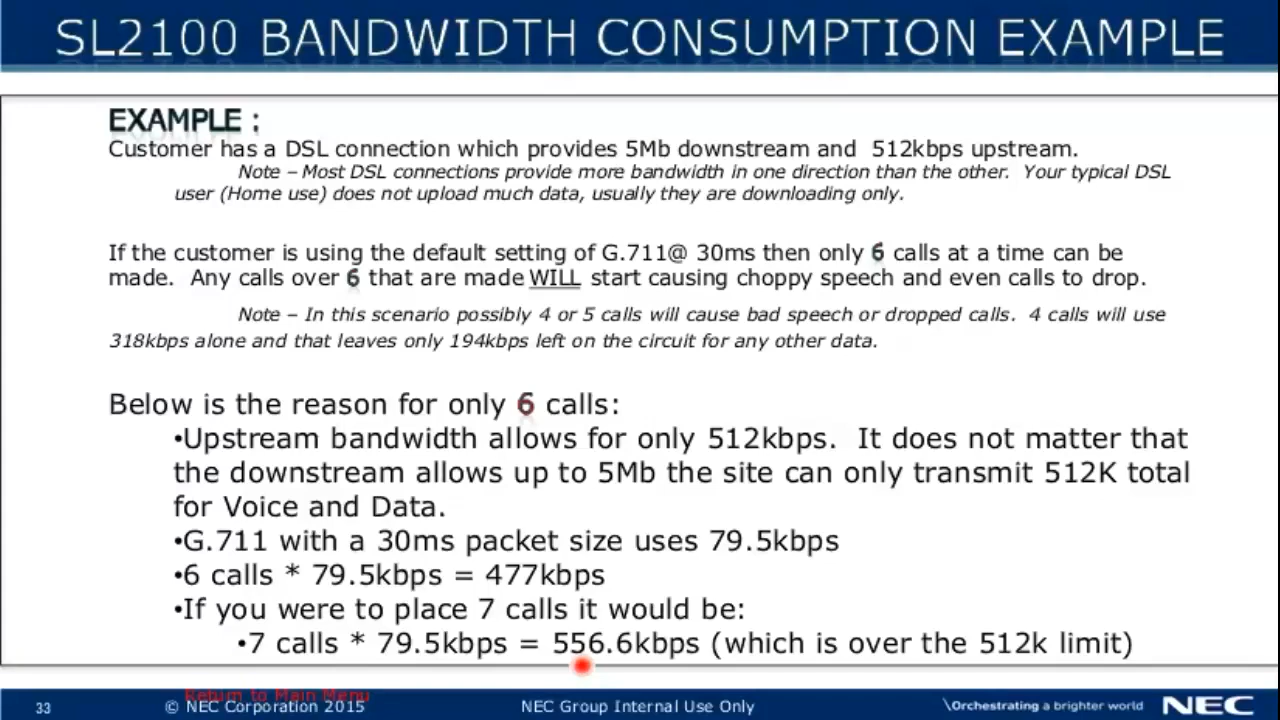 SL2100 BANDWIDTH CONSUMPTION EXAMPLE
EXAMPLE :
Customer has a DSL connection which provides 5Mb downstream and 512kbps upstream.
Note – Most DSL connections provide more bandwidth in one direction than the other. Your typical DSL
user (Home use) does not upload much data, usually they are downloading only.
If the customer is using the default setting of G.711@ 30ms then only 6 calls at a time can be
made. Any calls over 6 that are made WILL start causing choppy speech and even calls to drop.
Note – In this scenario possibly 4 or 5 calls will cause bad speech or dropped calls. 4 calls will use
318kbps alone and that leaves only 194kbps left on the circuit for any other data.
Below is the reason for only 6 calls:
•Upstream bandwidth allows for only 512kbps. It does not matter that
the downstream allows up to 5Mb the site can only transmit 512K total
for Voice and Data.
•G.711 with a 30ms packet size uses 79.5kbps
•6 calls * 79.5kbps = 477kbps
•If you were to place 7 calls it would be:
•7 calls * 79.5kbps = 556.6kbps (which is over the 512k limit)
Return to Main Menu
33 © NEC Corporation 2015 NEC Group Internal Use Only \Orchestrating a brighter world NEC